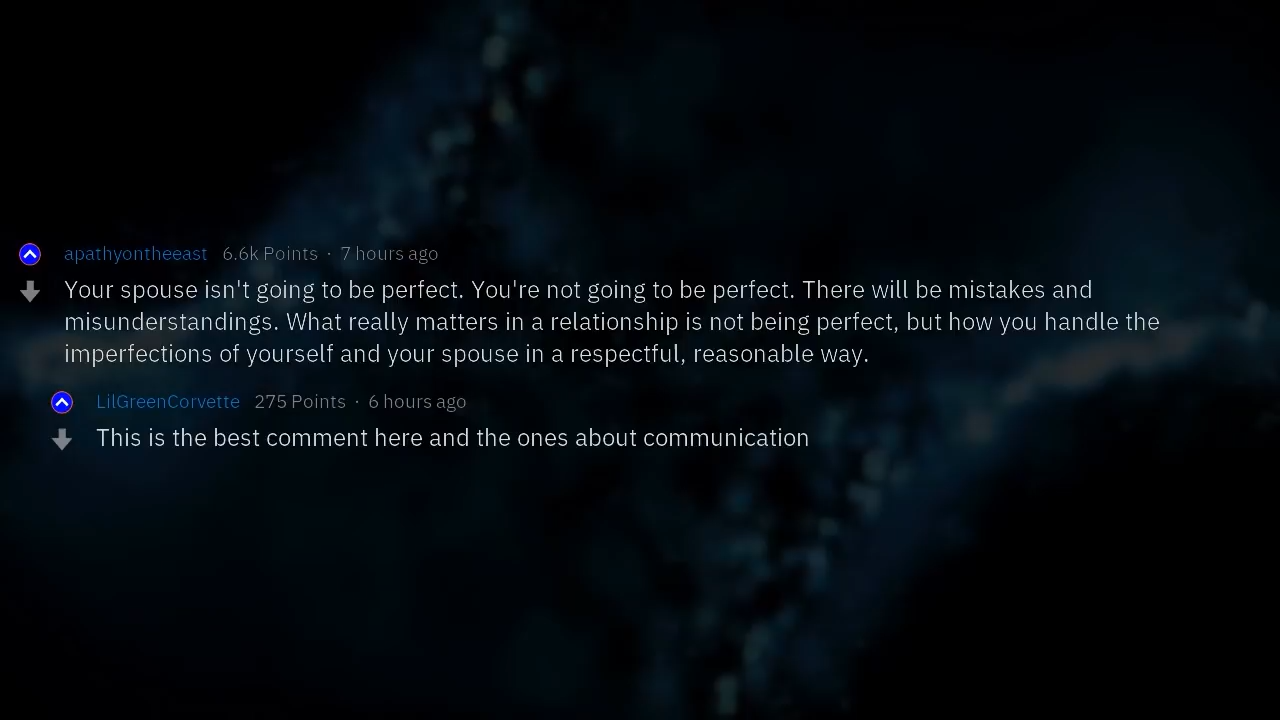 apathyontheeast 6.6k Points · 7 hours ago
Your spouse isn't going to be perfect. You're not going to be perfect. There will be mistakes and
misunderstandings. What really matters in a relationship is not being perfect, but how you handle the
imperfections of yourself and your spouse in a respectful, reasonable way.
LilGreenCorvette 275 Points · 6 hours ago
This is the best comment here and the ones about communication